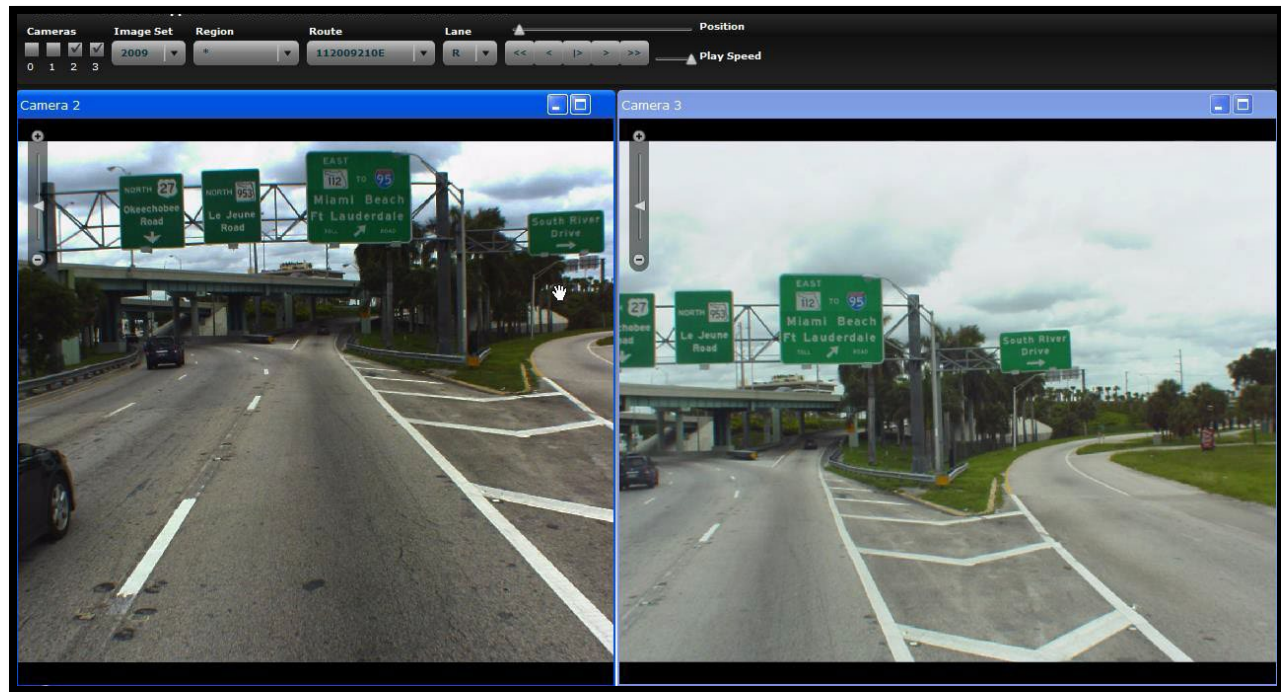 Cameras
Image Set
Region
Route
Lane
Position
2009
*
112009210E
R
<<
<
|>
>
>>
Play Speed
0 1 2 3
Camera 2
Camera 3
NORTH 27
Okeechobee
Road
NORTH 953
Le Jeune
Road
EAST
112 TO 95
Miami Beach
Ft Lauderdale
TOLL ROAD
South River
Drive
27
NORTH 953
Le Jeune
Road
EAST
112 TO 95
Miami Beach
Ft Lauderdale
TOLL ROAD
South River
Drive